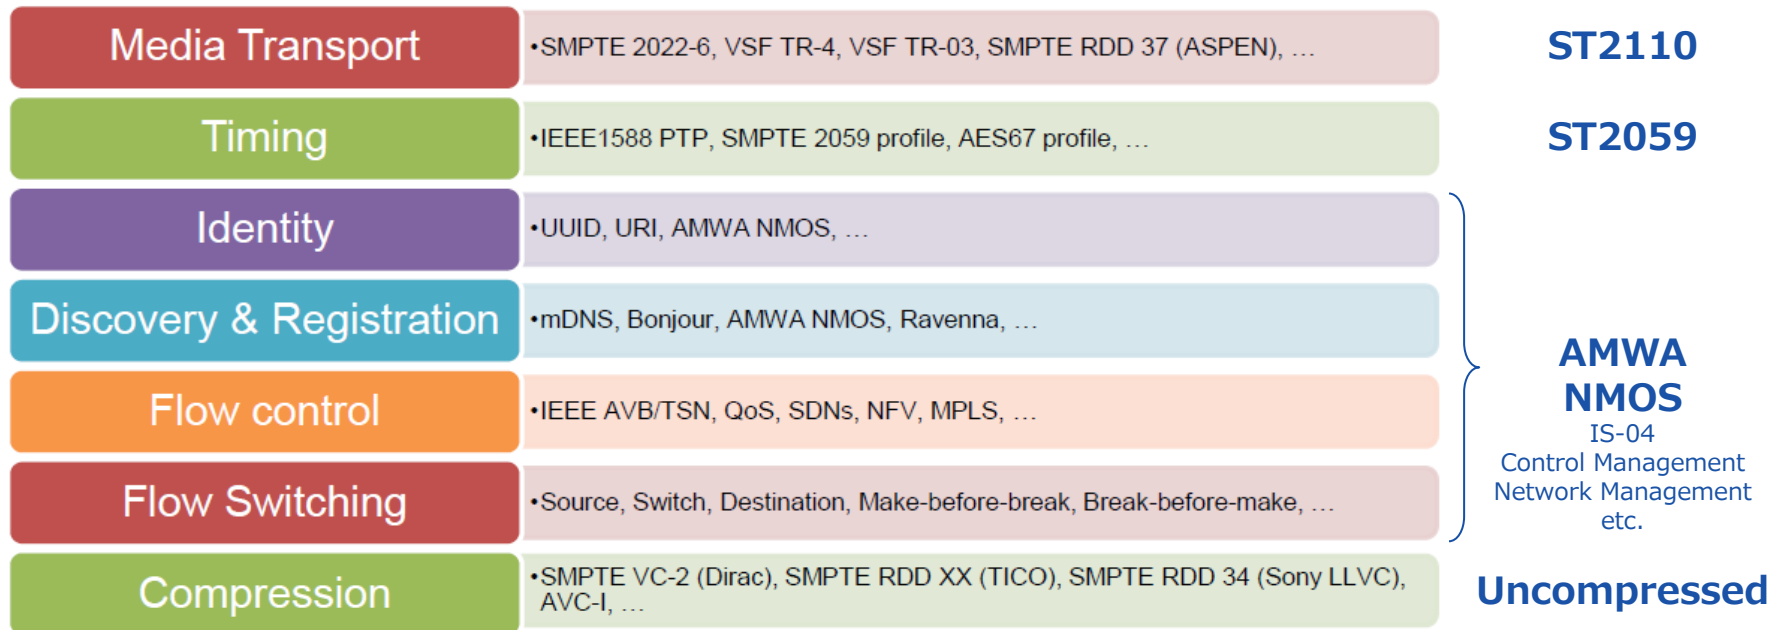 Media Transport
•SMPTE 2022-6, VSF TR-4, VSF TR-03, SMPTE RDD 37 (ASPEN), …
ST2110
Timing
•IEEE1588 PTP, SMPTE 2059 profile, AES67 profile, …
ST2059
Identity
•UUID, URI, AMWA NMOS, …
Discovery & Registration
•mDNS, Bonjour, AMWA NMOS, Ravenna, …
Flow control
•IEEE AVB/TSN, QoS, SDNs, NFV, MPLS, …
Flow Switching
•Source, Switch, Destination, Make-before-break, Break-before-make, …
AMWA
NMOS
IS-04
Control Management
Network Management
etc.
Compression
•SMPTE VC-2 (Dirac), SMPTE RDD XX (TICO), SMPTE RDD 34 (Sony LLVC),
AVC-I, …
Uncompressed